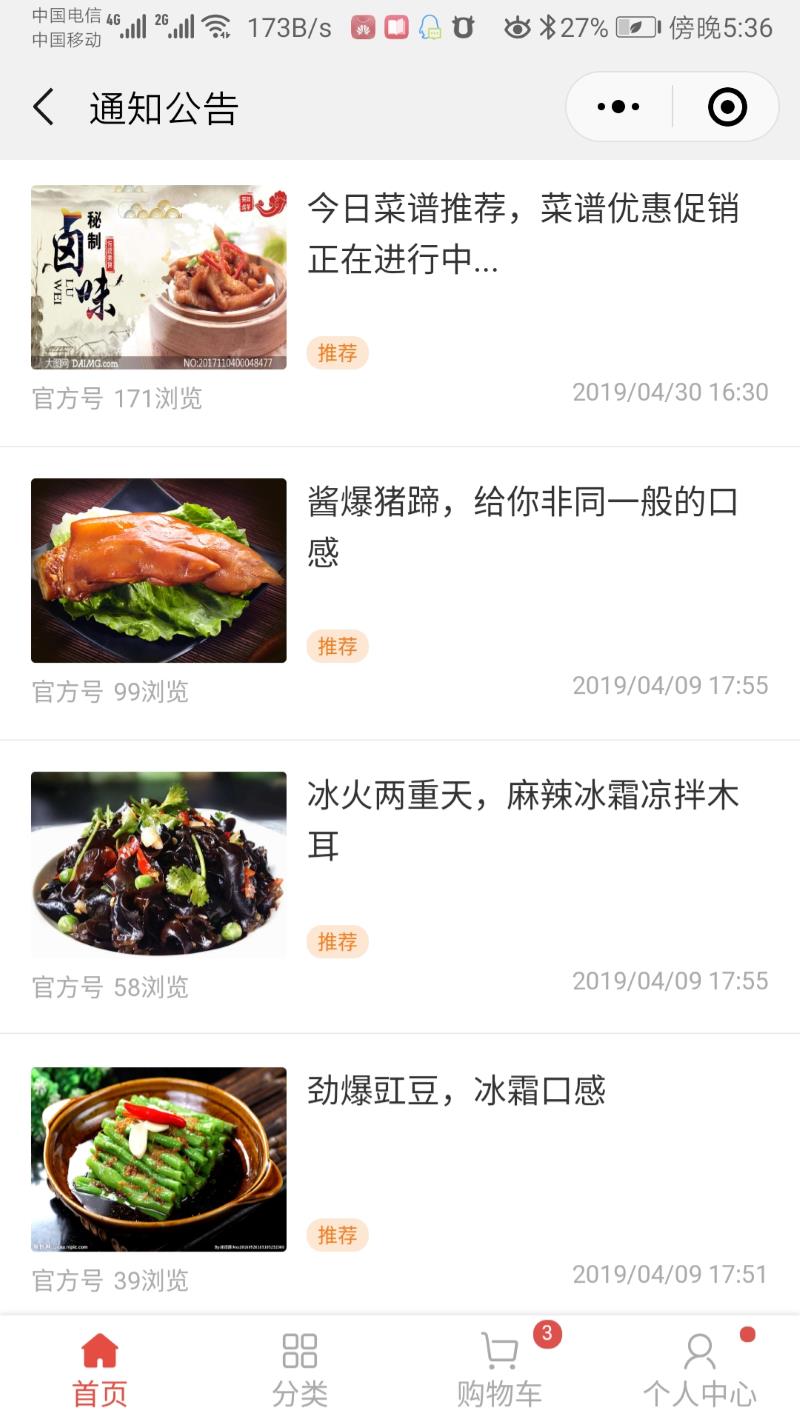 中国电信
中国移动
4G
2G
173B/s
27%
傍晚5:36
通知公告
秘制
卤味
LU WEI
大图网 DAIMG.com
NO:2017110400048477
今日菜谱推荐，菜谱优惠促销
正在进行中...
推荐
官方号 171浏览
2019/04/30 16:30
酱爆猪蹄，给你非同一般的口
感
推荐
官方号 99浏览
2019/04/09 17:55
冰火两重天，麻辣冰霜凉拌木
耳
推荐
官方号 58浏览
2019/04/09 17:55
劲爆豇豆，冰霜口感
推荐
官方号 39浏览
2019/04/09 17:51
首页
分类
购物车
3
个人中心